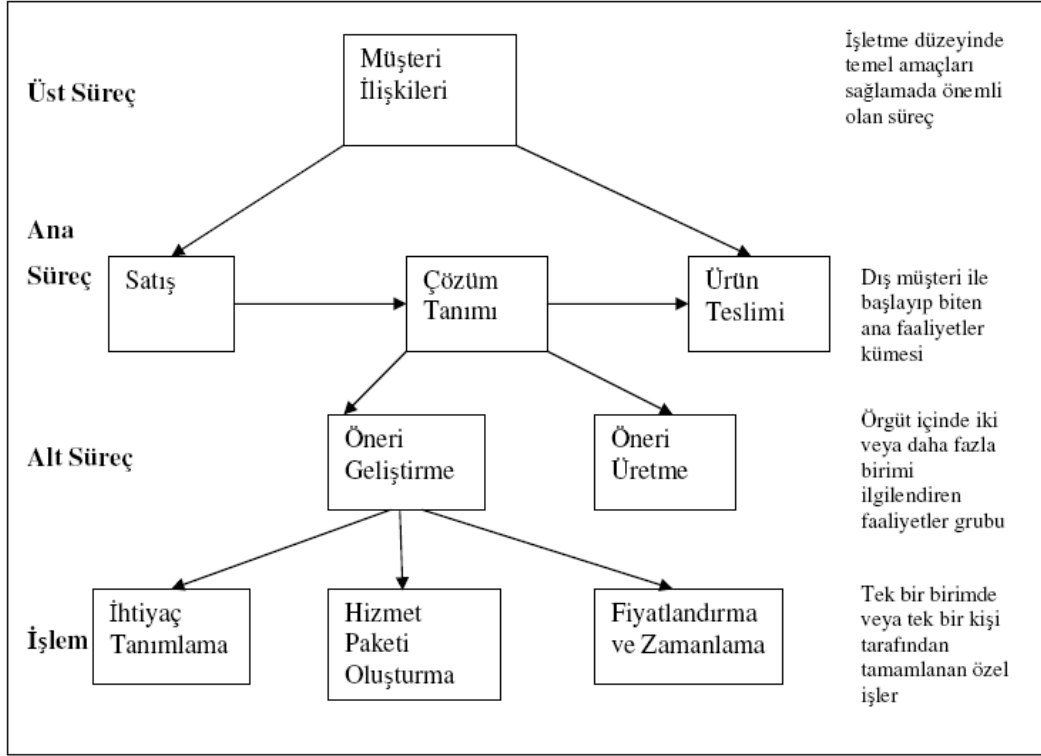 Üst Süreç
Müşteri
İlişkileri
İşletme düzeyinde
temel amaçları
sağlamada önemli
olan süreç
Ana
Süreç
Satış
Çözüm
Tanımı
Ürün
Teslimi
Dış müşteri ile
başlayıp biten
ana faaliyetler
kümesi
Alt Süreç
Öneri
Geliştirme
Öneri
Üretme
Örgüt içinde iki
veya daha fazla
birimi
ilgilendiren
faaliyetler grubu
İşlem
İhtiyaç
Tanımlama
Hizmet
Paketi
Oluşturma
Fiyatlandırma
ve Zamanlama
Tek bir birimde
veya tek bir kişi
tarafından
tamamlanan özel
işler